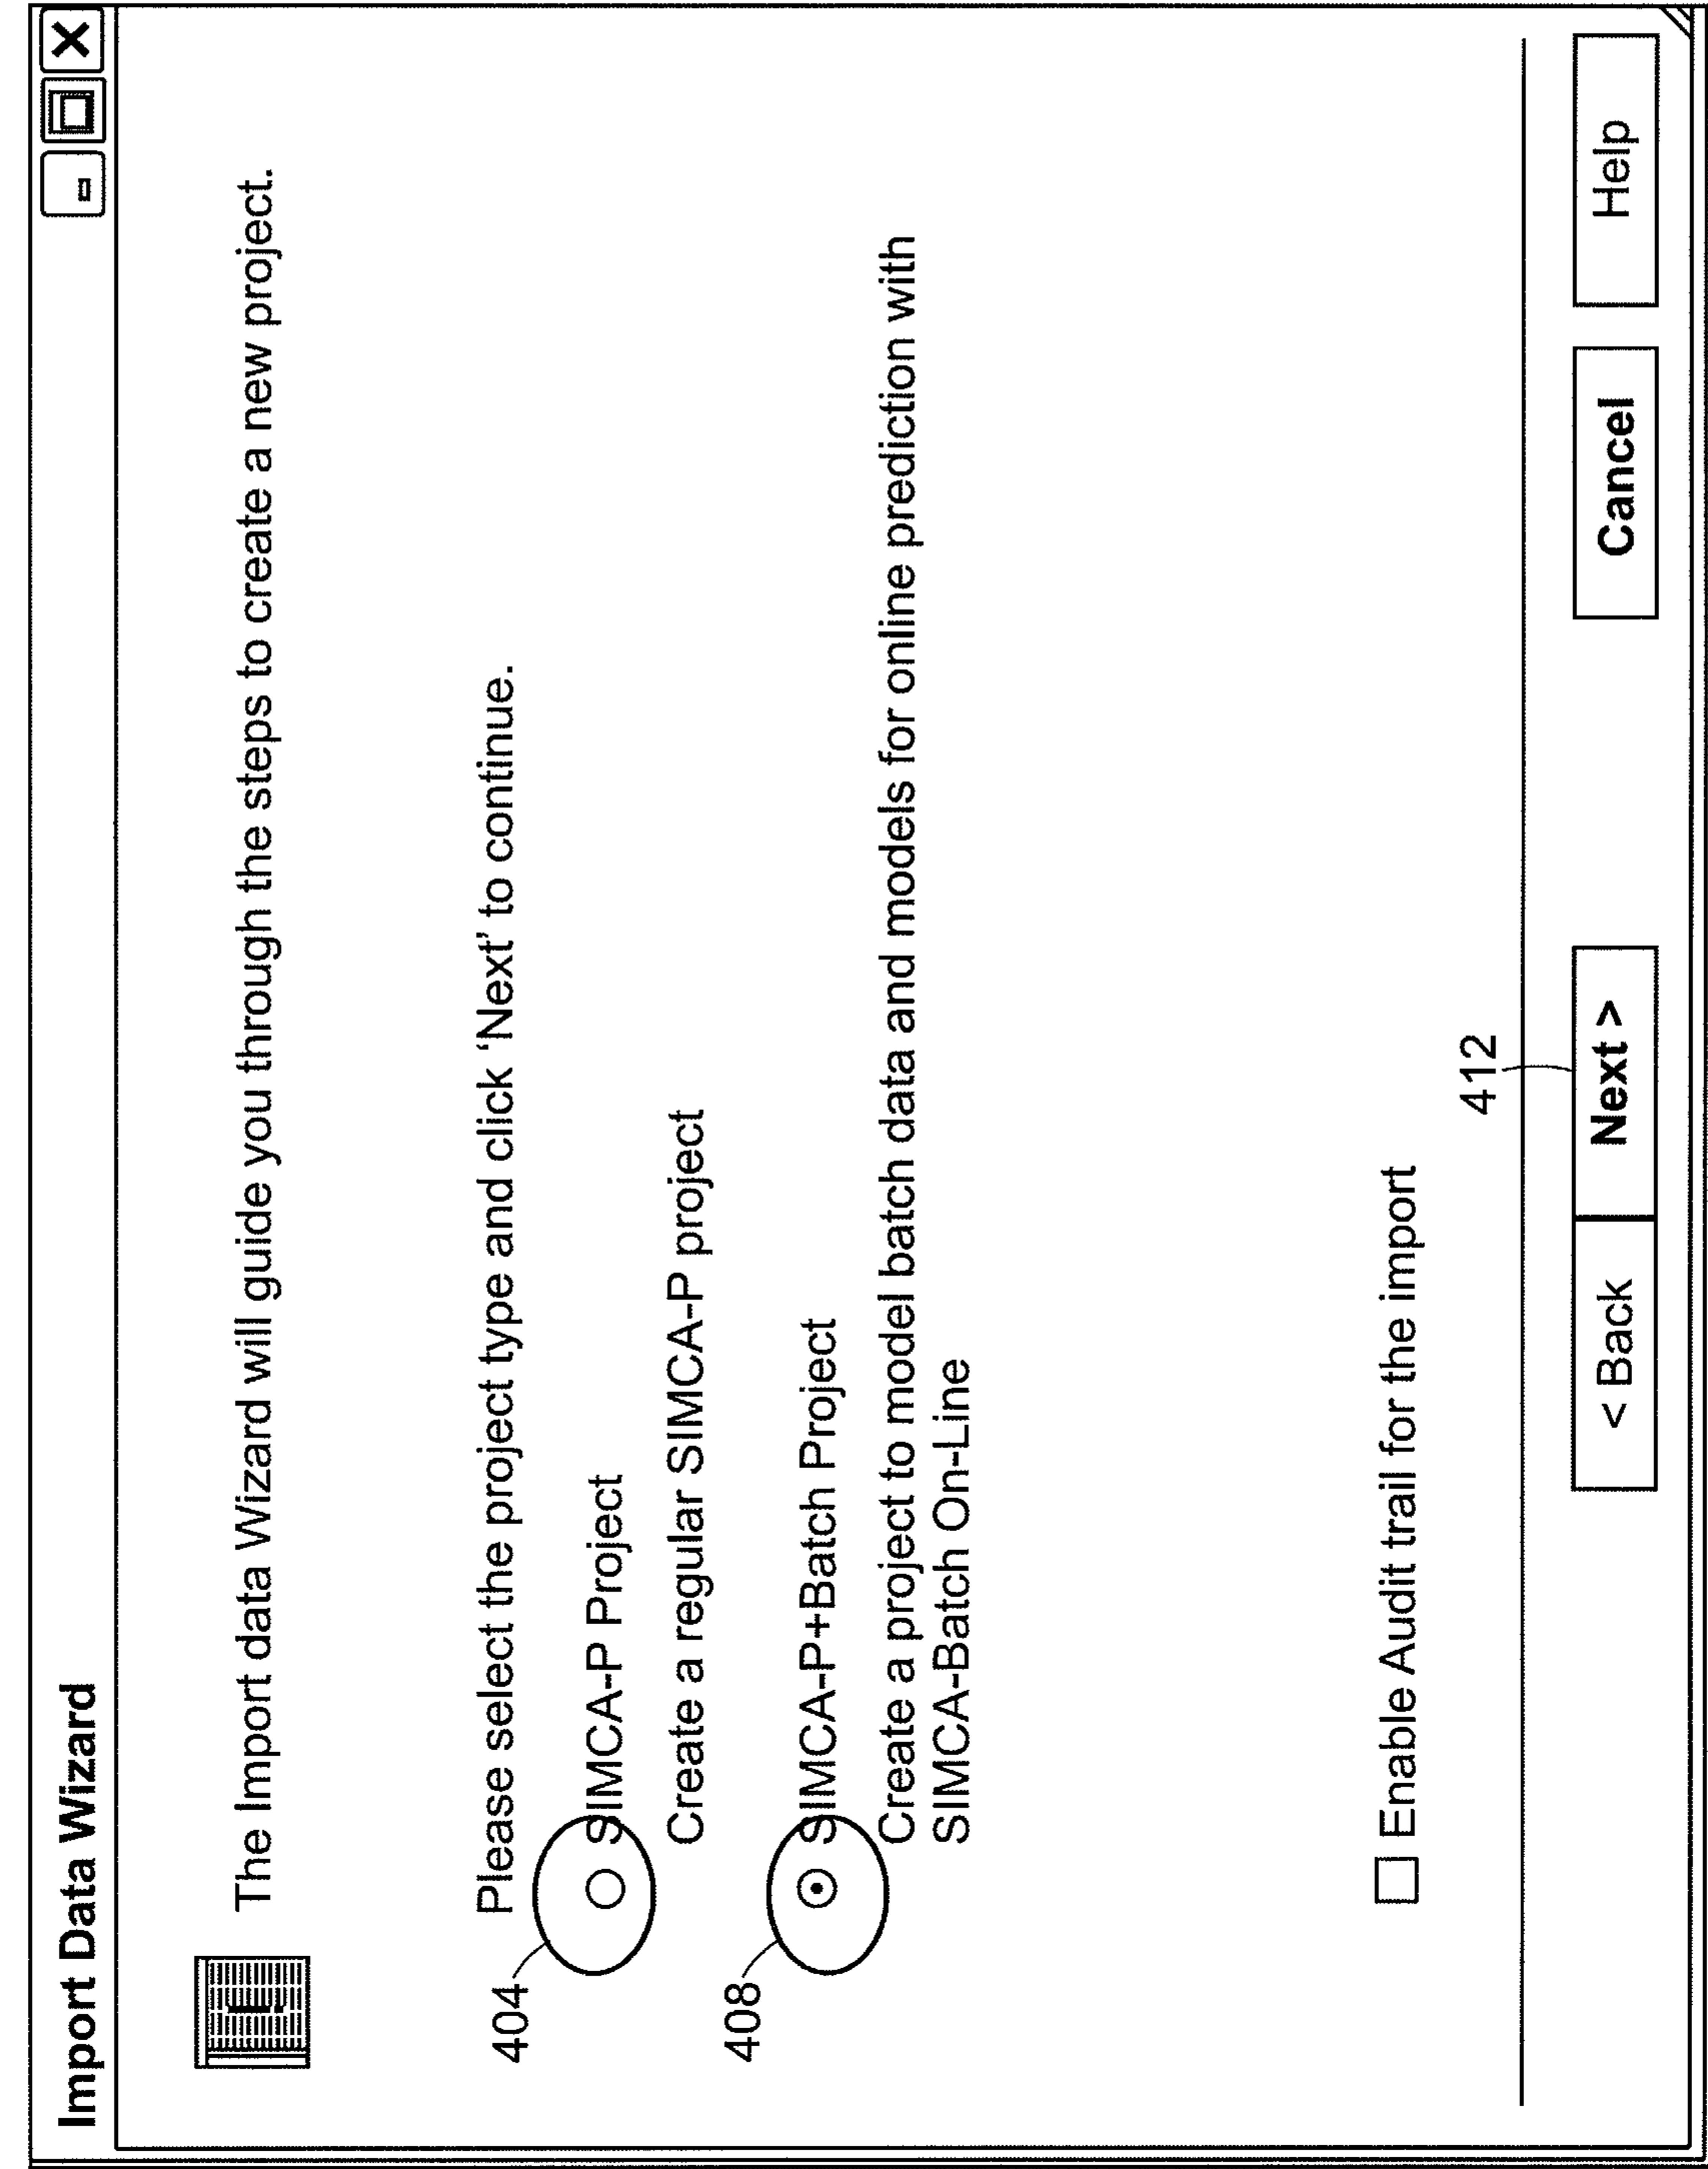 Import Data Wizard
The Import data Wizard will guide you through the steps to create a new project.
Please select the project type and click ‘Next’ to continue.
404
SIMCA-P Project
Create a regular SIMCA-P project
408
SIMCA-P+Batch Project
Create a project to model batch data and models for online prediction with
SIMCA-Batch On-Line
Enable Audit trail for the import
412
< Back
Next >
Cancel
Help